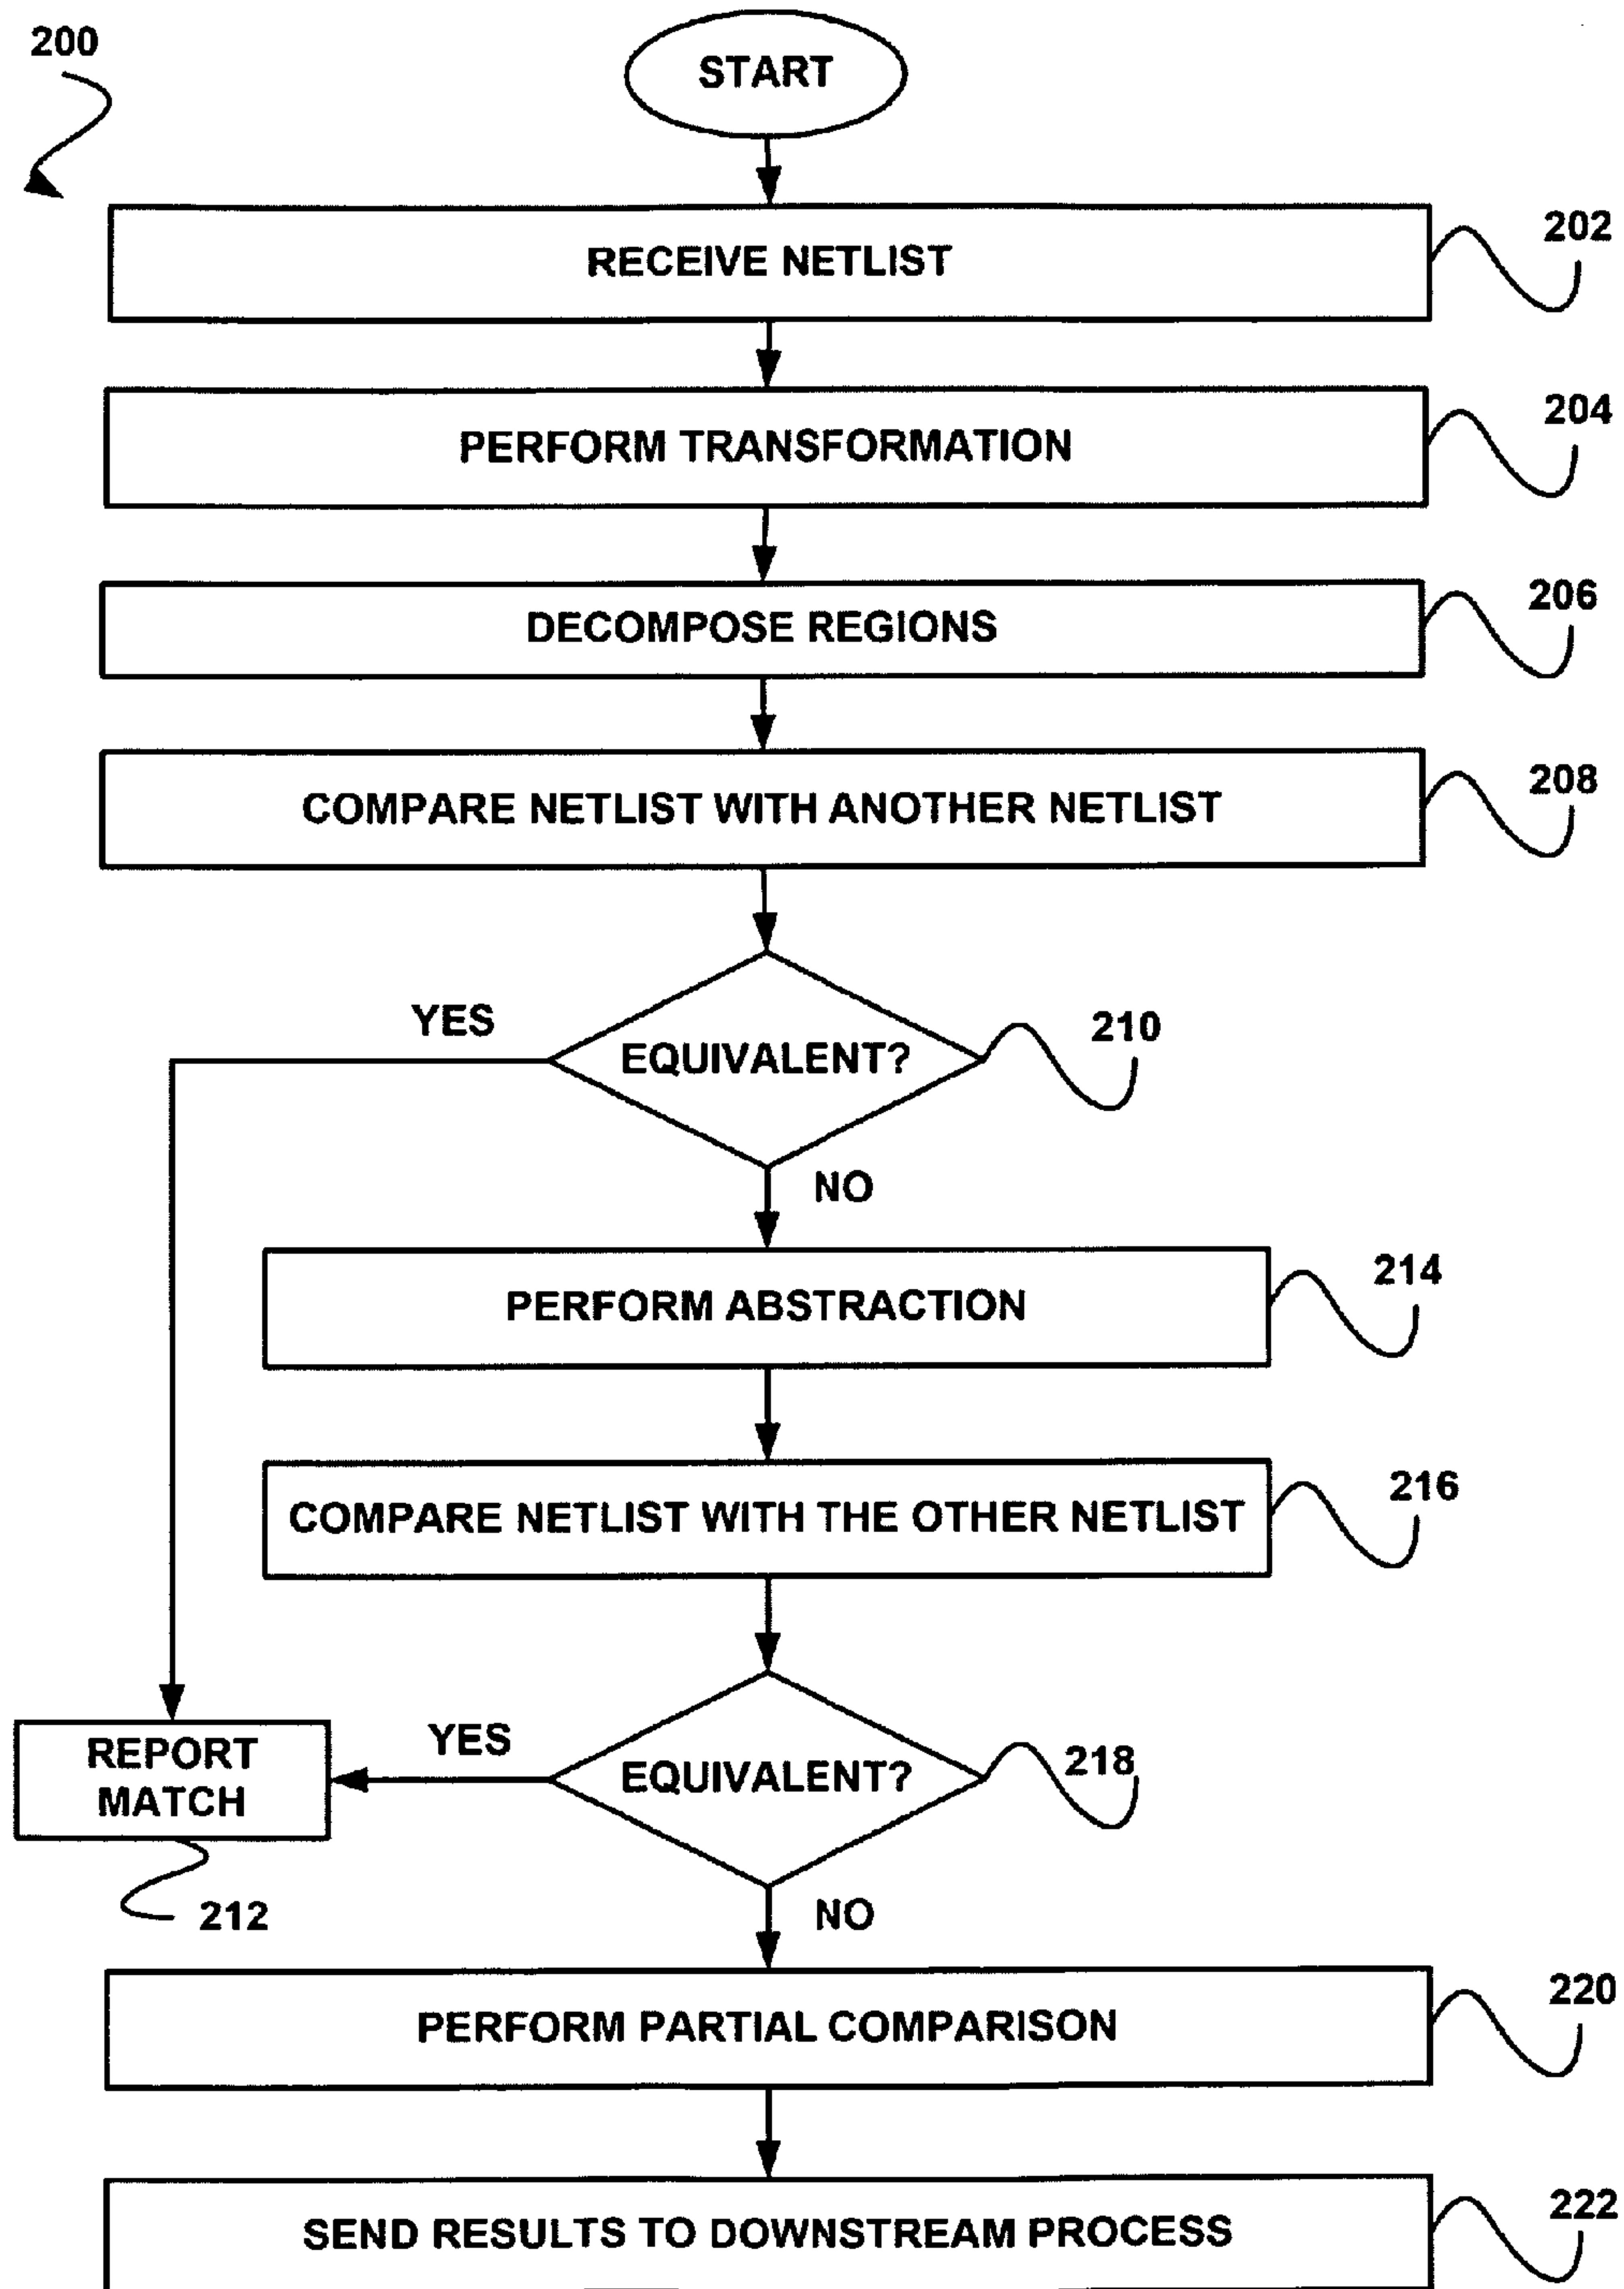 200
START
RECEIVE NETLIST
202
PERFORM TRANSFORMATION
204
DECOMPOSE REGIONS
206
COMPARE NETLIST WITH ANOTHER NETLIST
208
YES
EQUIVALENT?
210
NO
PERFORM ABSTRACTION
214
COMPARE NETLIST WITH THE OTHER NETLIST
216
REPORT
MATCH
YES
EQUIVALENT?
218
212
NO
PERFORM PARTIAL COMPARISON
220
SEND RESULTS TO DOWNSTREAM PROCESS
222